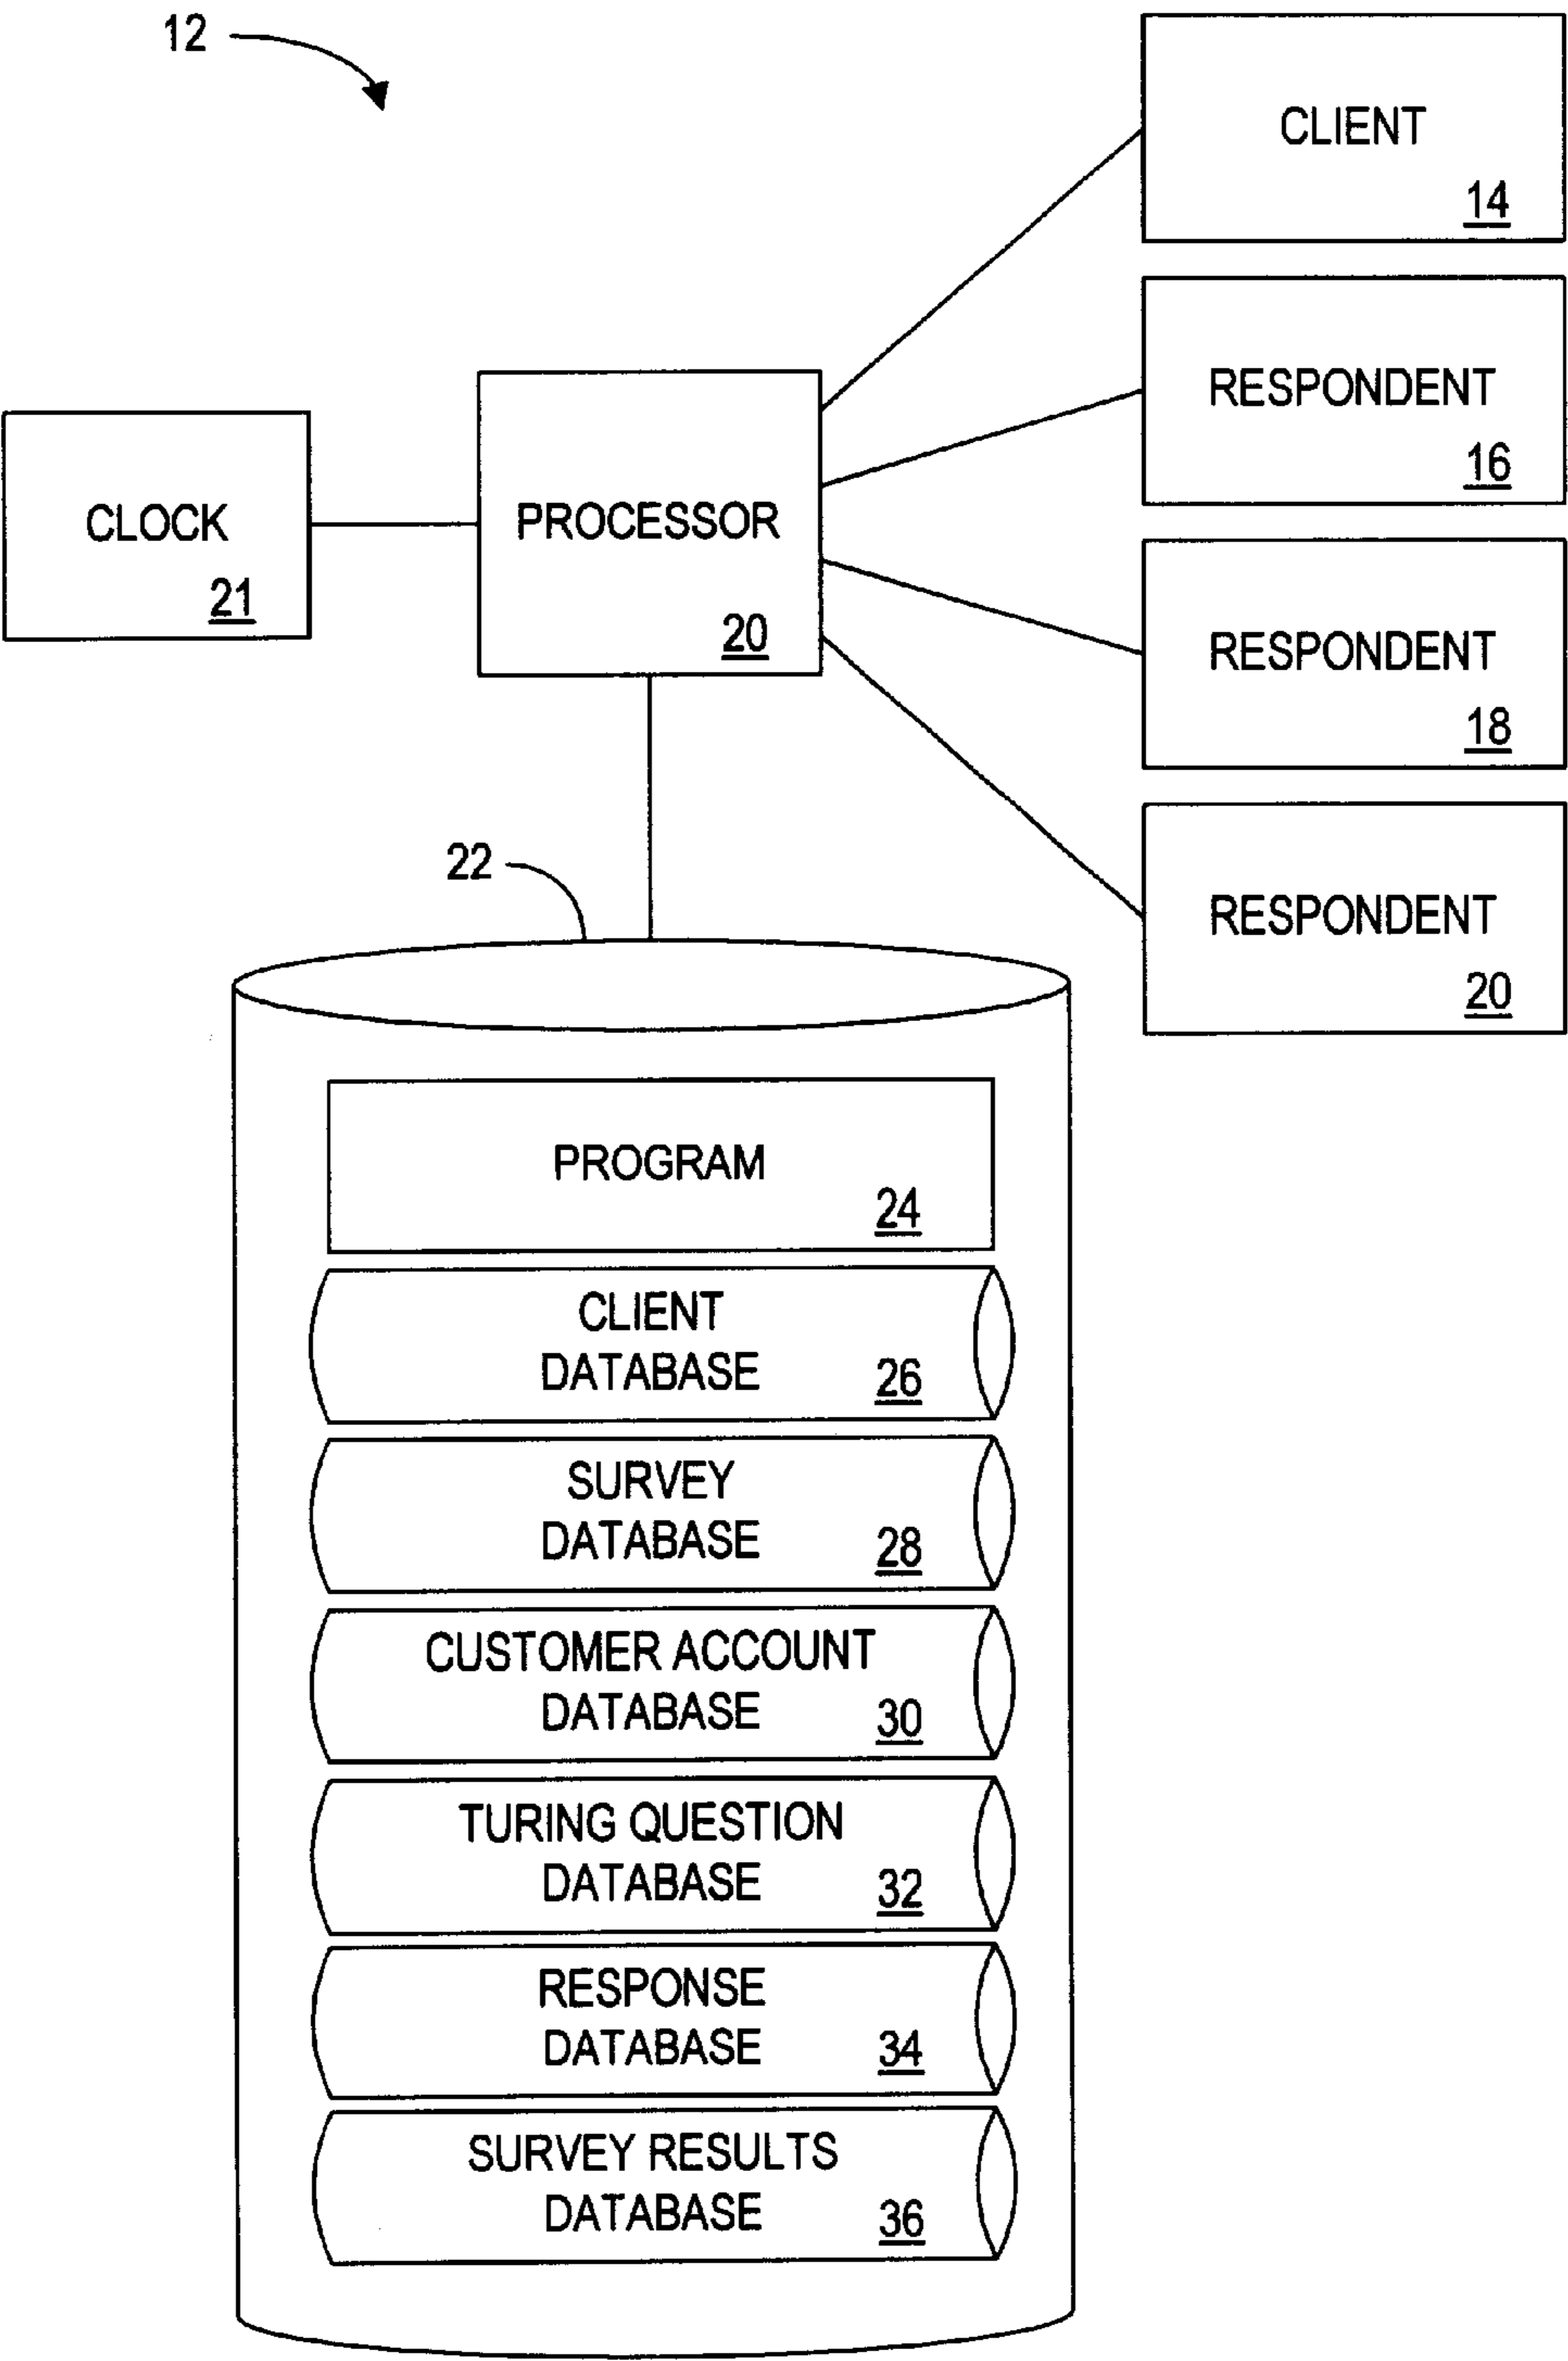 12
CLIENT
14
RESPONDENT
16
CLOCK
21
PROCESSOR
20
RESPONDENT
18
22
RESPONDENT
20
PROGRAM
24
CLIENT
DATABASE 26
SURVEY
DATABASE 28
CUSTOMER ACCOUNT
DATABASE 30
TURING QUESTION
DATABASE 32
RESPONSE
DATABASE 34
SURVEY RESULTS
DATABASE 36